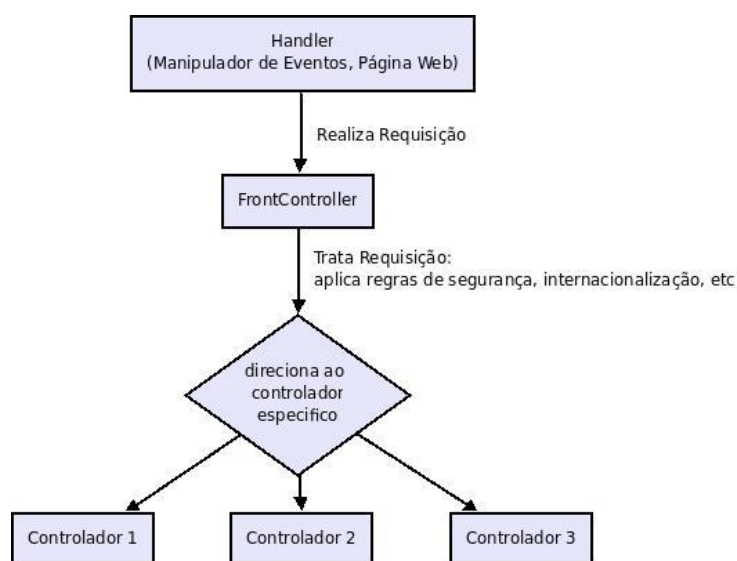 Handler
(Manipulador de Eventos, Página Web)
Realiza Requisição
FrontController
Trata Requisição:
aplica regras de segurança, internacionalização, etc
direciona ao
controlador
especifico
Controlador 1
Controlador 2
Controlador 3